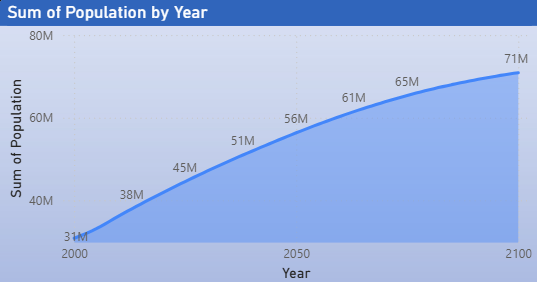 Sum of Population by Year
80M
71M
65M
61M
60M
56M
51M
45M
40M
38M
31M
Sum of Population
2000
2050
2100
Year